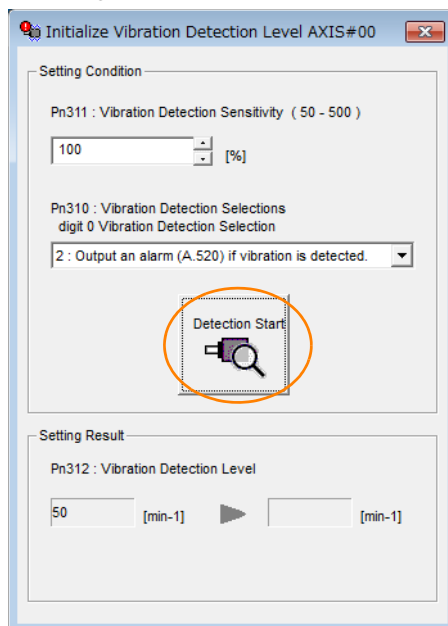 Initialize Vibration Detection Level AXIS#00
Setting Condition
Pn311 : Vibration Detection Sensitivity ( 50 - 500 )
100
[%]
Pn310 : Vibration Detection Selections
digit 0 Vibration Detection Selection
2 : Output an alarm (A.520) if vibration is detected.
Detection Start
Setting Result
Pn312 : Vibration Detection Level
50 [min-1] [min-1]